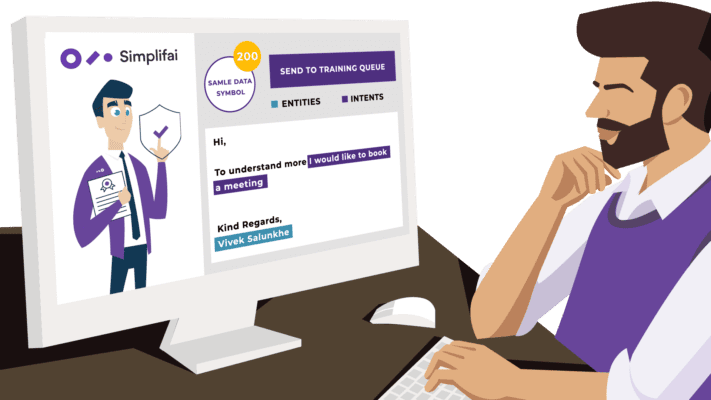 Simplifai
200
SAMLE DATA
SYMBOL
SEND TO TRAINING QUEUE
ENTITIES
INTENTS
Hi,
To understand more I would like to book
a meeting
Kind Regards,
Vivek Salunkhe